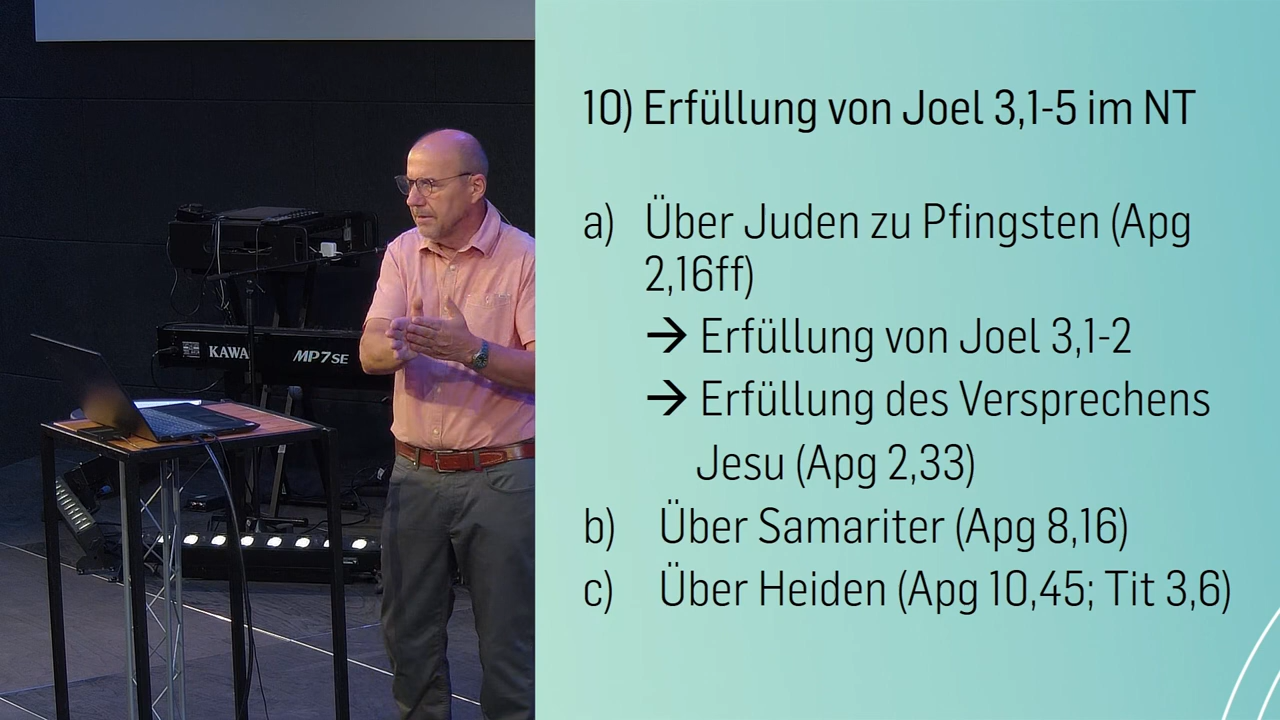 10) Erfüllung von Joel 3,1-5 im NT
a) Über Juden zu Pfingsten (Apg
2,16ff)
→ Erfüllung von Joel 3,1-2
→ Erfüllung des Versprechens
Jesu (Apg 2,33)
b) Über Samariter (Apg 8,16)
c) Über Heiden (Apg 10,45; Tit 3,6)
KAWA MP7SE